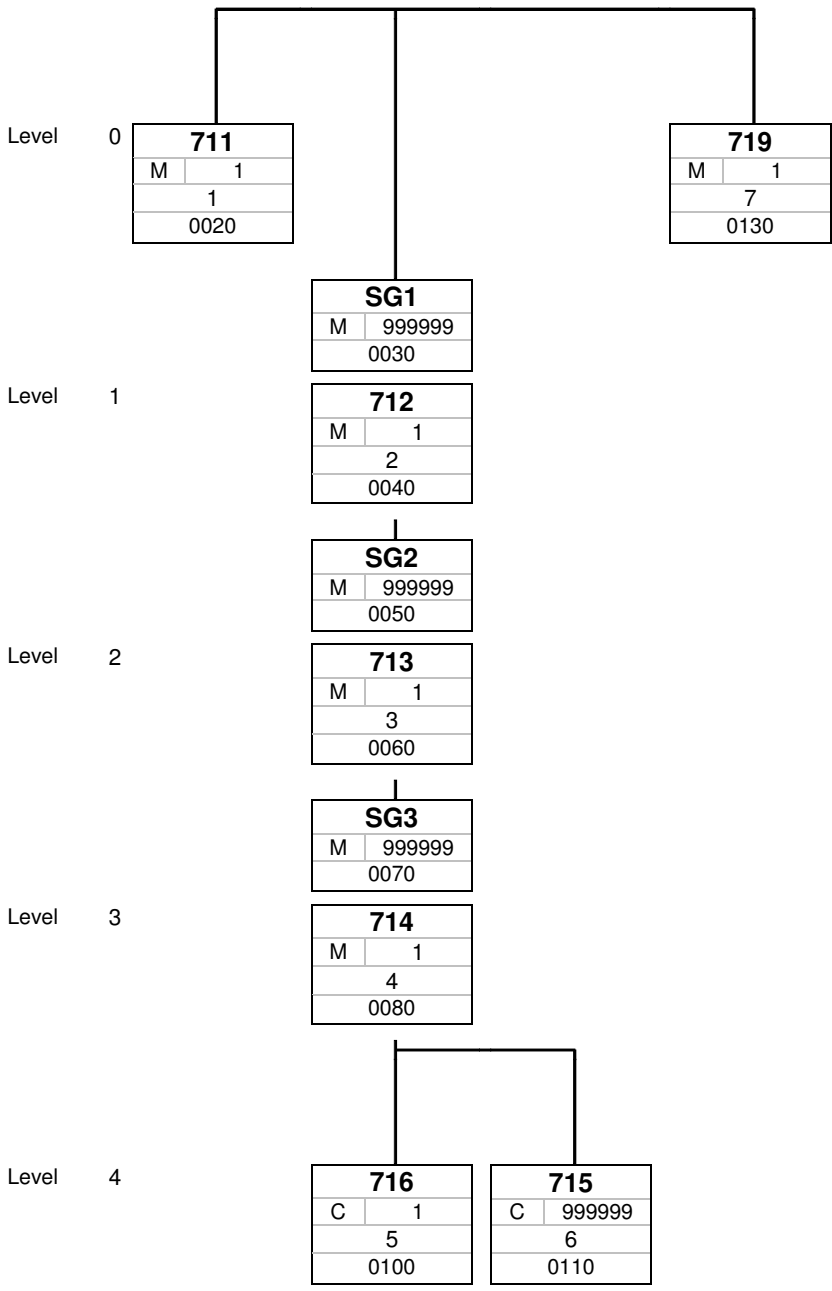 Level 0
711
M 1
1
0020
719
M 1
7
0130
SG1
M 999999
0030
Level 1
712
M 1
2
0040
SG2
M 999999
0050
Level 2
713
M 1
3
0060
SG3
M 999999
0070
Level 3
714
M 1
4
0080
Level 4
716
C 1
5
0100
715
C 999999
6
0110